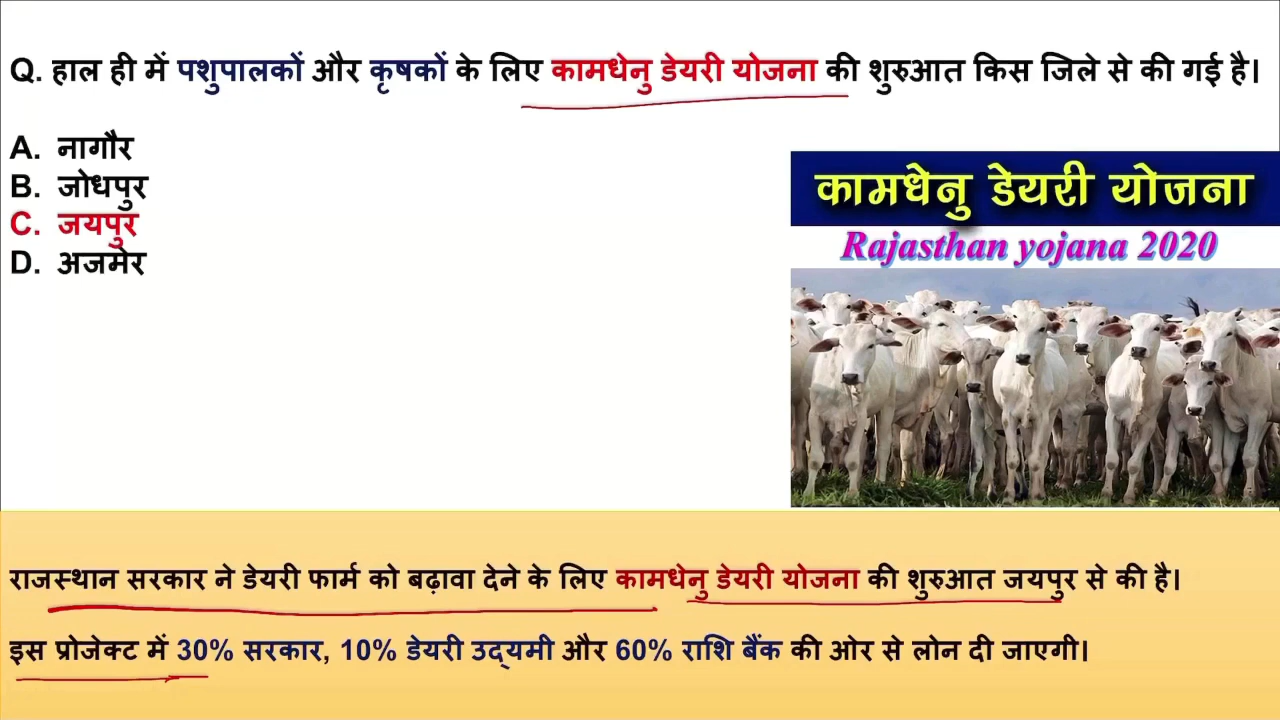 Q. हाल ही में पशुपालकों और कृषकों के लिए कामधेनु डेयरी योजना की शुरुआत किस जिले से की गई है।
A. नागौर
B. जोधपुर
C. जयपुर
D. अजमेर
कामधेनु डेयरी योजना
Rajasthan yojana 2020
राजस्थान सरकार ने डेयरी फार्म को बढ़ावा देने के लिए कामधेनु डेयरी योजना की शुरुआत जयपुर से की है।
इस प्रोजेक्ट में 30% सरकार, 10% डेयरी उद्यमी और 60% राशि बैंक की ओर से लोन दी जाएगी।